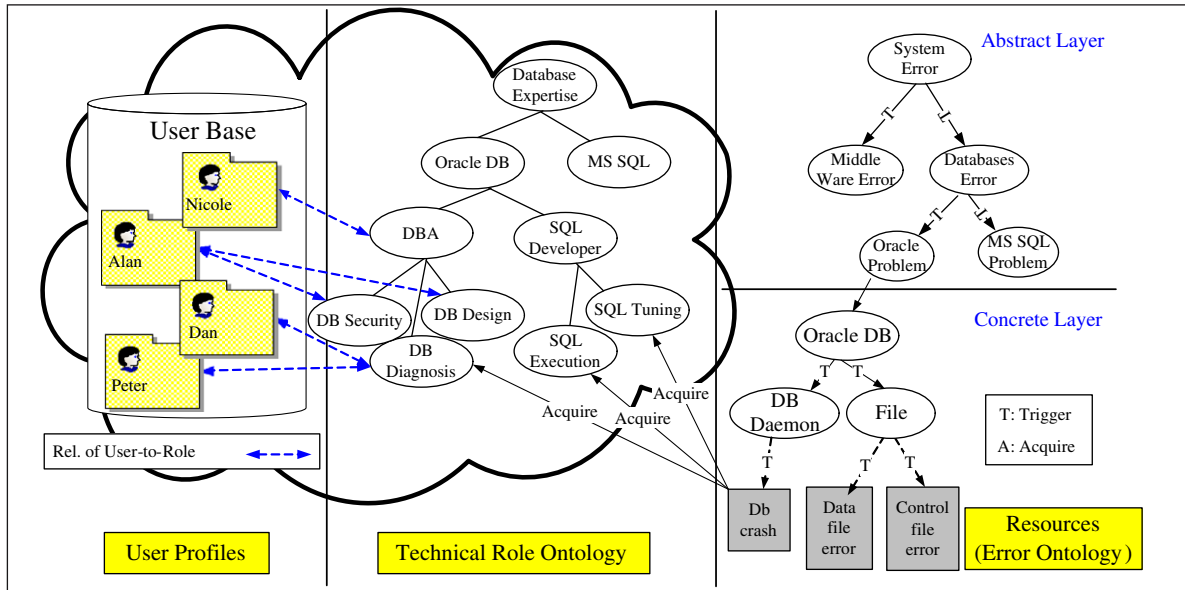 User Base
Nicole
Alan
Dan
Peter
Rel. of User-to-Role
User Profiles
Database
Expertise
Oracle DB
MS SQL
DBA
SQL
Developer
DB Security
DB Design
SQL Tuning
DB
Diagnosis
SQL
Execution
Acquire
Acquire
Acquire
Technical Role Ontology
Abstract Layer
System
Error
T
T
Middle
Ware Error
Databases
Error
T
T
Oracle
Problem
MS SQL
Problem
Concrete Layer
Oracle DB
T
T
DB
Daemon
File
T: Trigger
A: Acquire
T
T
T
Db
crash
Data
file
error
Control
file
error
Resources
(Error Ontology)